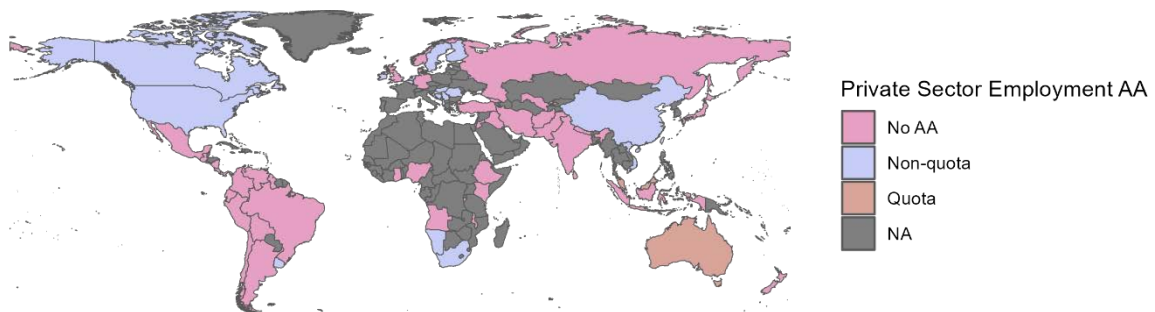 Private Sector Employment AA
No AA
Non-quota
Quota
NA